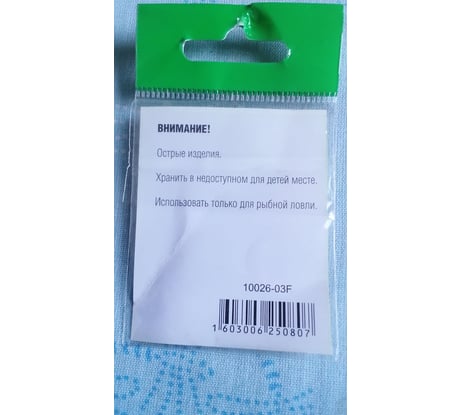 ВНИМАНИЕ!
Острые изделия.
Хранить в недоступном для детей месте.
Использовать только для рыбной ловли.
10026-03F
1 603006 250807